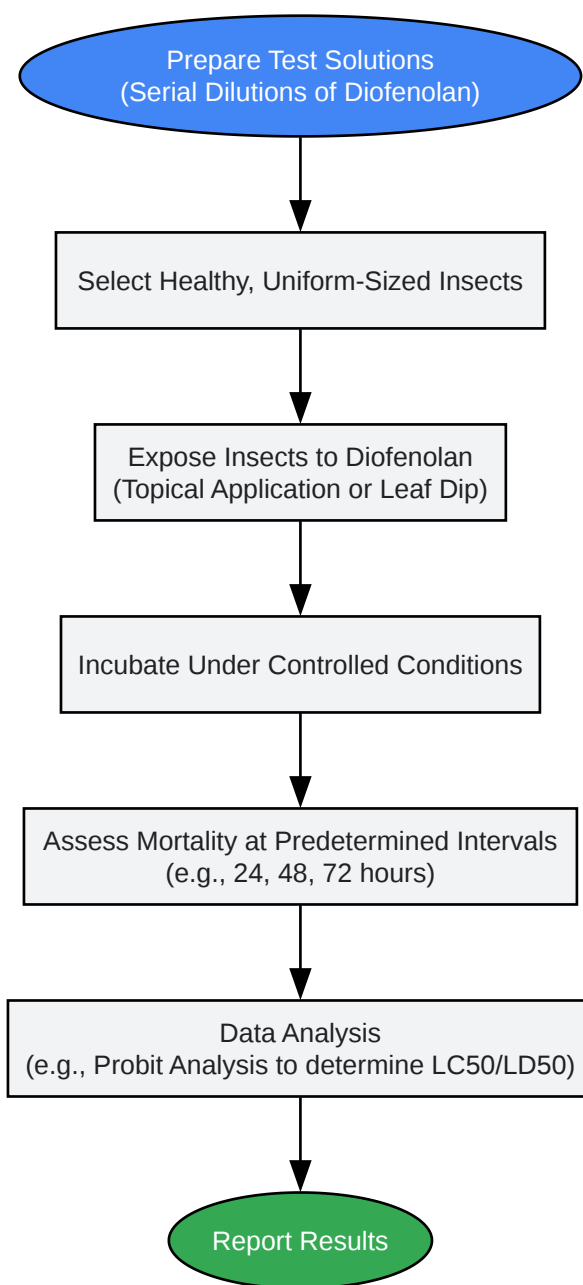 Prepare Test Solutions
(Serial Dilutions of Diofenolan)
Select Healthy, Uniform-Sized Insects
Expose Insects to Diofenolan
(Topical Application or Leaf Dip)
Incubate Under Controlled Conditions
Assess Mortality at Predetermined Intervals
(e.g., 24, 48, 72 hours)
Data Analysis
(e.g., Probit Analysis to determine LC50/LD50)
Report Results